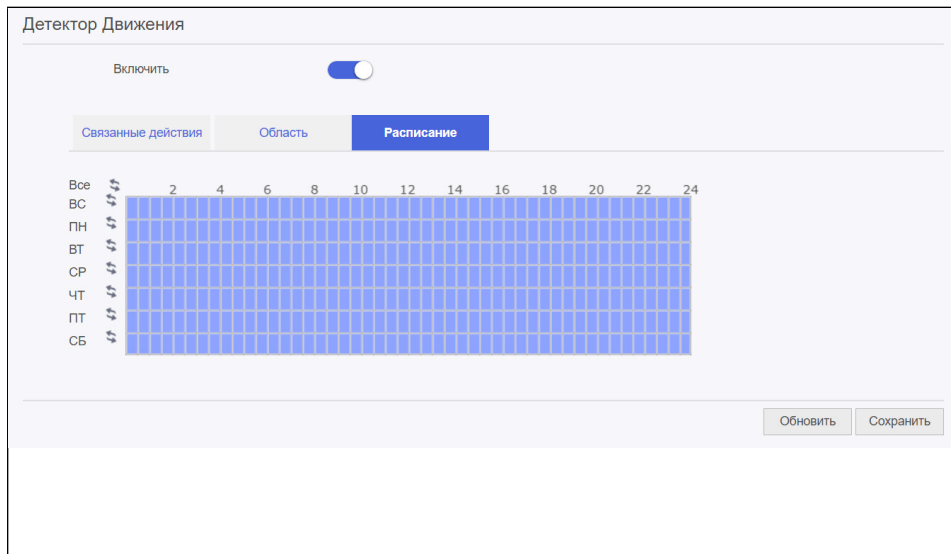 Детектор Движения
Включить
Связанные действия Область Расписание
Все 2 4 6 8 10 12 14 16 18 20 22 24
ВС
ПН
ВТ
СР
ЧТ
ПТ
СБ
Обновить Сохранить